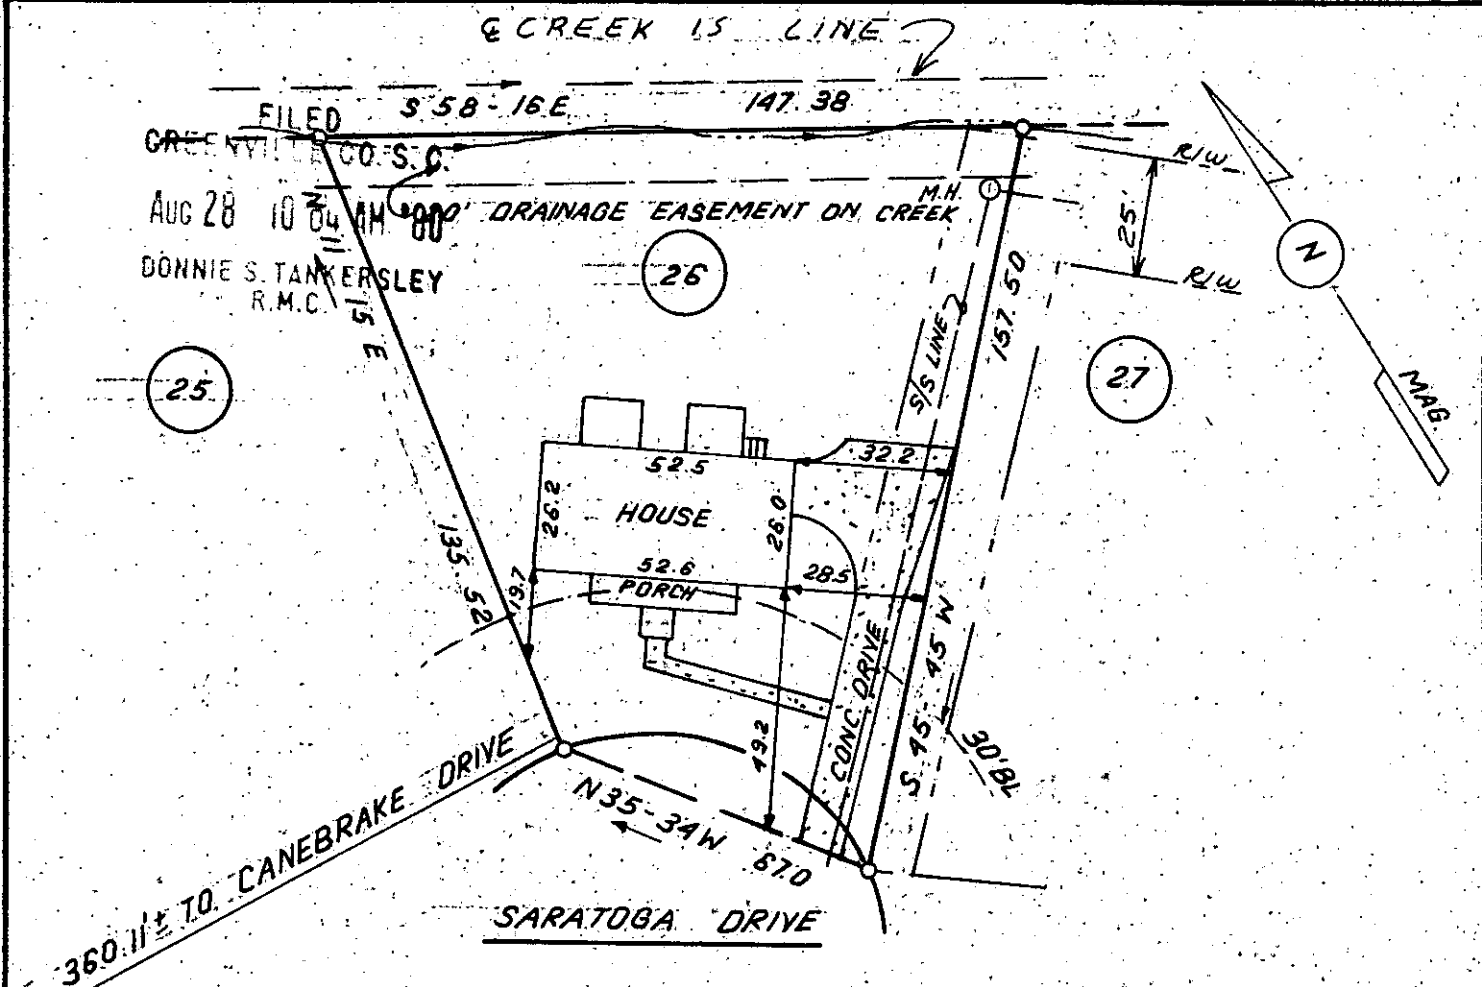 ℄ CREEK IS LINE
S 58-16 E 147.38
FILED
GREENVILLE CO. S. C.
AUG 28 10 04 AM '80
DONNIE S. TANKERSLEY
R.M.C.
DRAINAGE EASEMENT ON CREEK
M.H.
R/W
25'
R/W
N
MAG.
N 11-15 E
135.52
25
26
27
S/S LINE
157.50
S 45-45 W
52.5
32.2
26.2
HOUSE
26.0
52.6
28.5
PORCH
19.7
49.2
CONC. DRIVE
30' BL
N 35-34 W 67.0
360.11'± TO CANEBRAKE DRIVE
SARATOGA DRIVE